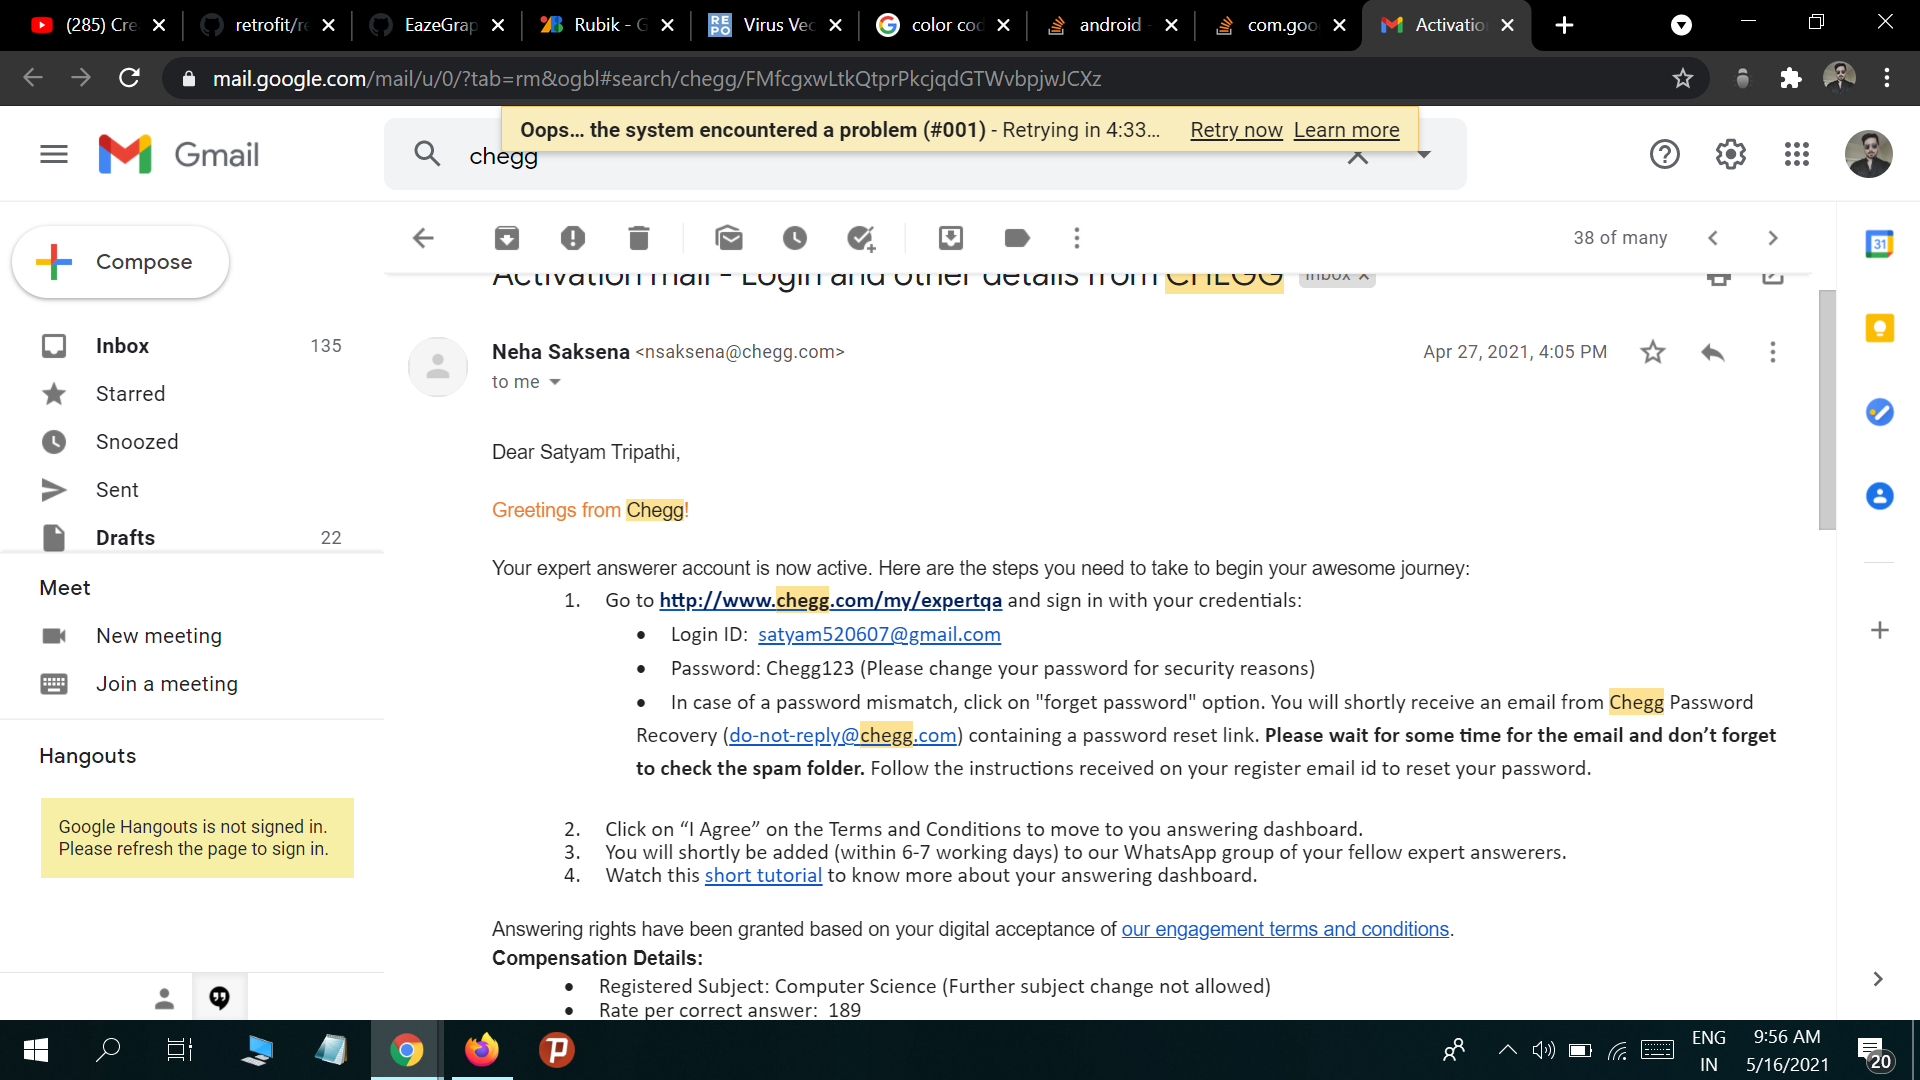 (285) Cre
retrofit/re
EazeGrap
Rubik - G
REPO
Virus Vec
color cod
android -
com.goo
Activatio
mail.google.com/mail/u/0/?tab=rm&ogbl#search/chegg/FMfcgxwLtkQtprPkcjqdGTWvbpjwJCXz
Oops... the system encountered a problem (#001) - Retrying in 4:33... Retry now Learn more
Gmail
chegg
Compose
38 of many
31
Activation mail - Login and other details from CHEGG Inbox x
Inbox 135
Starred
Snoozed
Sent
Drafts 22
Meet
New meeting
Join a meeting
Hangouts
Google Hangouts is not signed in.
Please refresh the page to sign in.
Neha Saksena <nsaksena@chegg.com>
Apr 27, 2021, 4:05 PM
to me
Dear Satyam Tripathi,
Greetings from Chegg!
Your expert answerer account is now active. Here are the steps you need to take to begin your awesome journey:
1. Go to http://www.chegg.com/my/expertqa and sign in with your credentials:
• Login ID: satyam520607@gmail.com
• Password: Chegg123 (Please change your password for security reasons)
• In case of a password mismatch, click on "forget password" option. You will shortly receive an email from Chegg Password
Recovery (do-not-reply@chegg.com) containing a password reset link. Please wait for some time for the email and don’t forget
to check the spam folder. Follow the instructions received on your register email id to reset your password.
2. Click on “I Agree” on the Terms and Conditions to move to you answering dashboard.
3. You will shortly be added (within 6-7 working days) to our WhatsApp group of your fellow expert answerers.
4. Watch this short tutorial to know more about your answering dashboard.
Answering rights have been granted based on your digital acceptance of our engagement terms and conditions.
Compensation Details:
• Registered Subject: Computer Science (Further subject change not allowed)
• Rate per correct answer: 189
ENG
IN
9:56 AM
5/16/2021
20